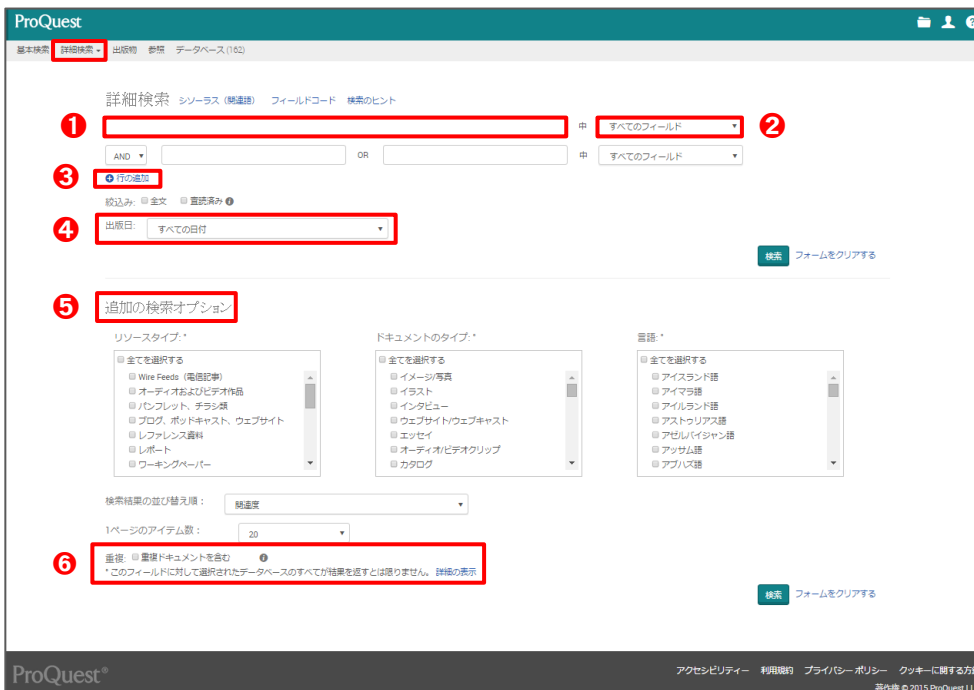 ProQuest
基本検索 詳細検索 出版物 参照 データベース (162)
詳細検索 シソーラス (関連語) フィールドコード 検索のヒント
1 中 すべてのフィールド 2
AND OR 中 すべてのフィールド
3 行の追加
絞込み: 全文 査読済み
4 出版日: すべての日付
検索 フォームをクリアする
5 追加の検索オプション
リソースタイプ: * ドキュメントのタイプ: * 言語: *
全てを選択する 全てを選択する 全てを選択する
Wire Feeds (電信記事) イメージ/写真 アイスランド語
オーディオおよびビデオ作品 イラスト アイマラ語
パンフレット、チラシ類 インタビュー アイルランド語
ブログ、ポッドキャスト、ウェブサイト ウェブサイト/ウェブキャスト アストゥリアス語
レファレンス資料 エッセイ アゼルバイジャン語
レポート オーディオ/ビデオクリップ アッサム語
ワーキングペーパー カタログ アブハズ語
検索結果の並び替え順: 関連度
1ページのアイテム数: 20
6 重複: 重複ドキュメントを含む
* このフィールドに対して選択されたデータベースのすべてが結果を返すとは限りません。 詳細の表示
検索 フォームをクリアする
ProQuest® アクセシビリティー 利用規約 プライバシーポリシー クッキーに関する方針
著作権 © 2015 ProQuest LL